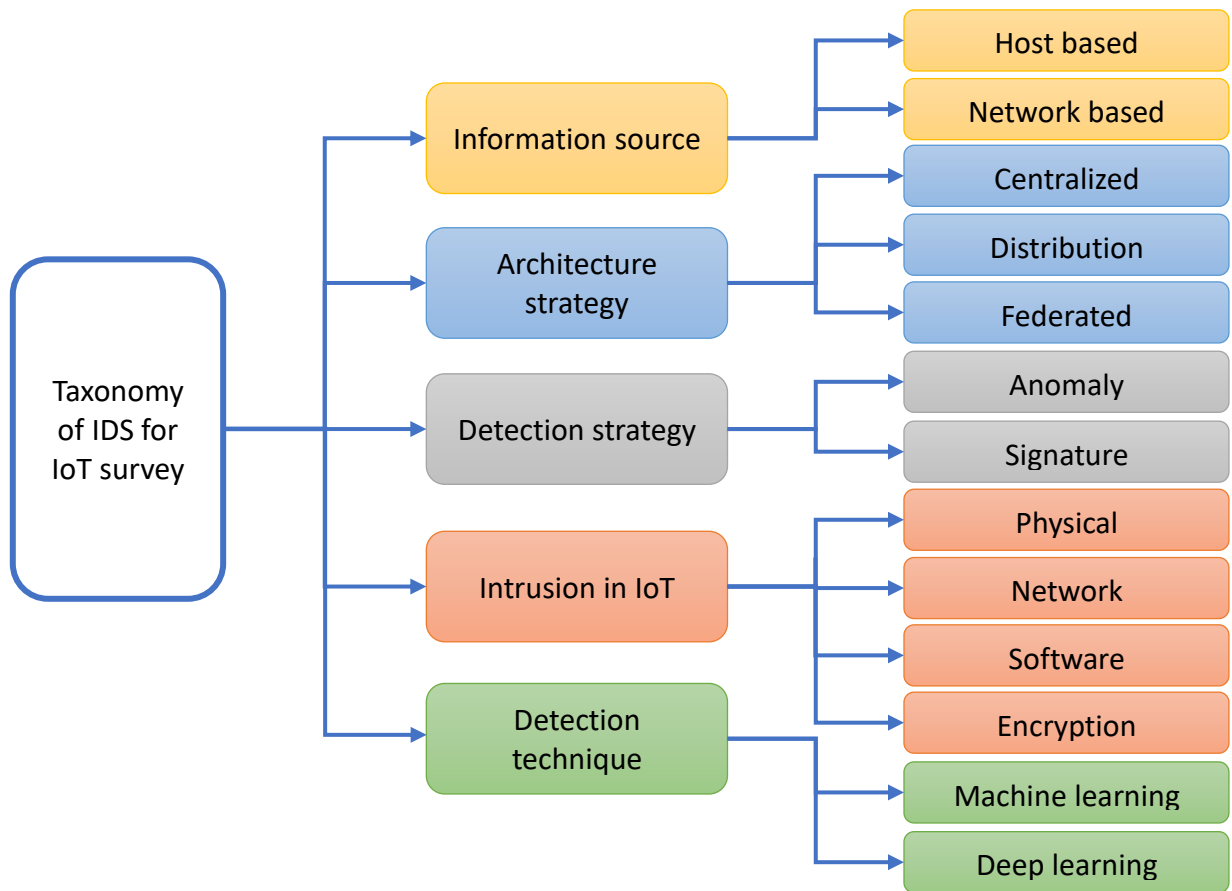 Taxonomy
of IDS for
IoT survey
Information source
Host based
Network based
Architecture
strategy
Centralized
Distribution
Federated
Detection strategy
Anomaly
Signature
Intrusion in IoT
Physical
Network
Software
Encryption
Detection
technique
Machine learning
Deep learning